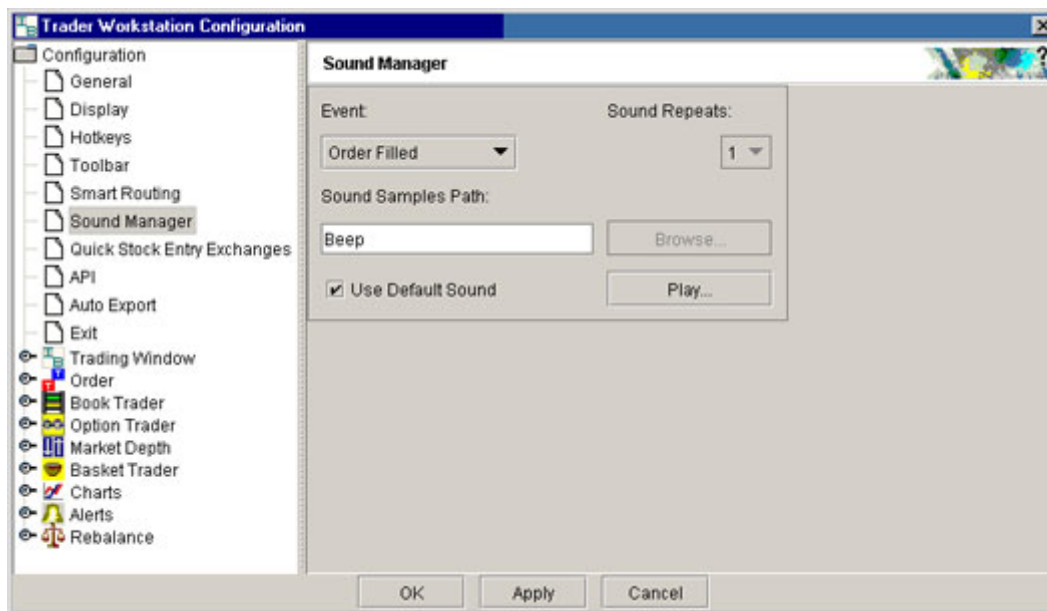 Trader Workstation Configuration
Configuration
General
Display
Hotkeys
Toolbar
Smart Routing
Sound Manager
Quick Stock Entry Exchanges
API
Auto Export
Exit
Trading Window
Order
Book Trader
Option Trader
Market Depth
Basket Trader
Charts
Alerts
Rebalance
Sound Manager
?
Event: Sound Repeats:
Order Filled 1
Sound Samples Path:
Beep Browse...
Use Default Sound Play...
OK Apply Cancel